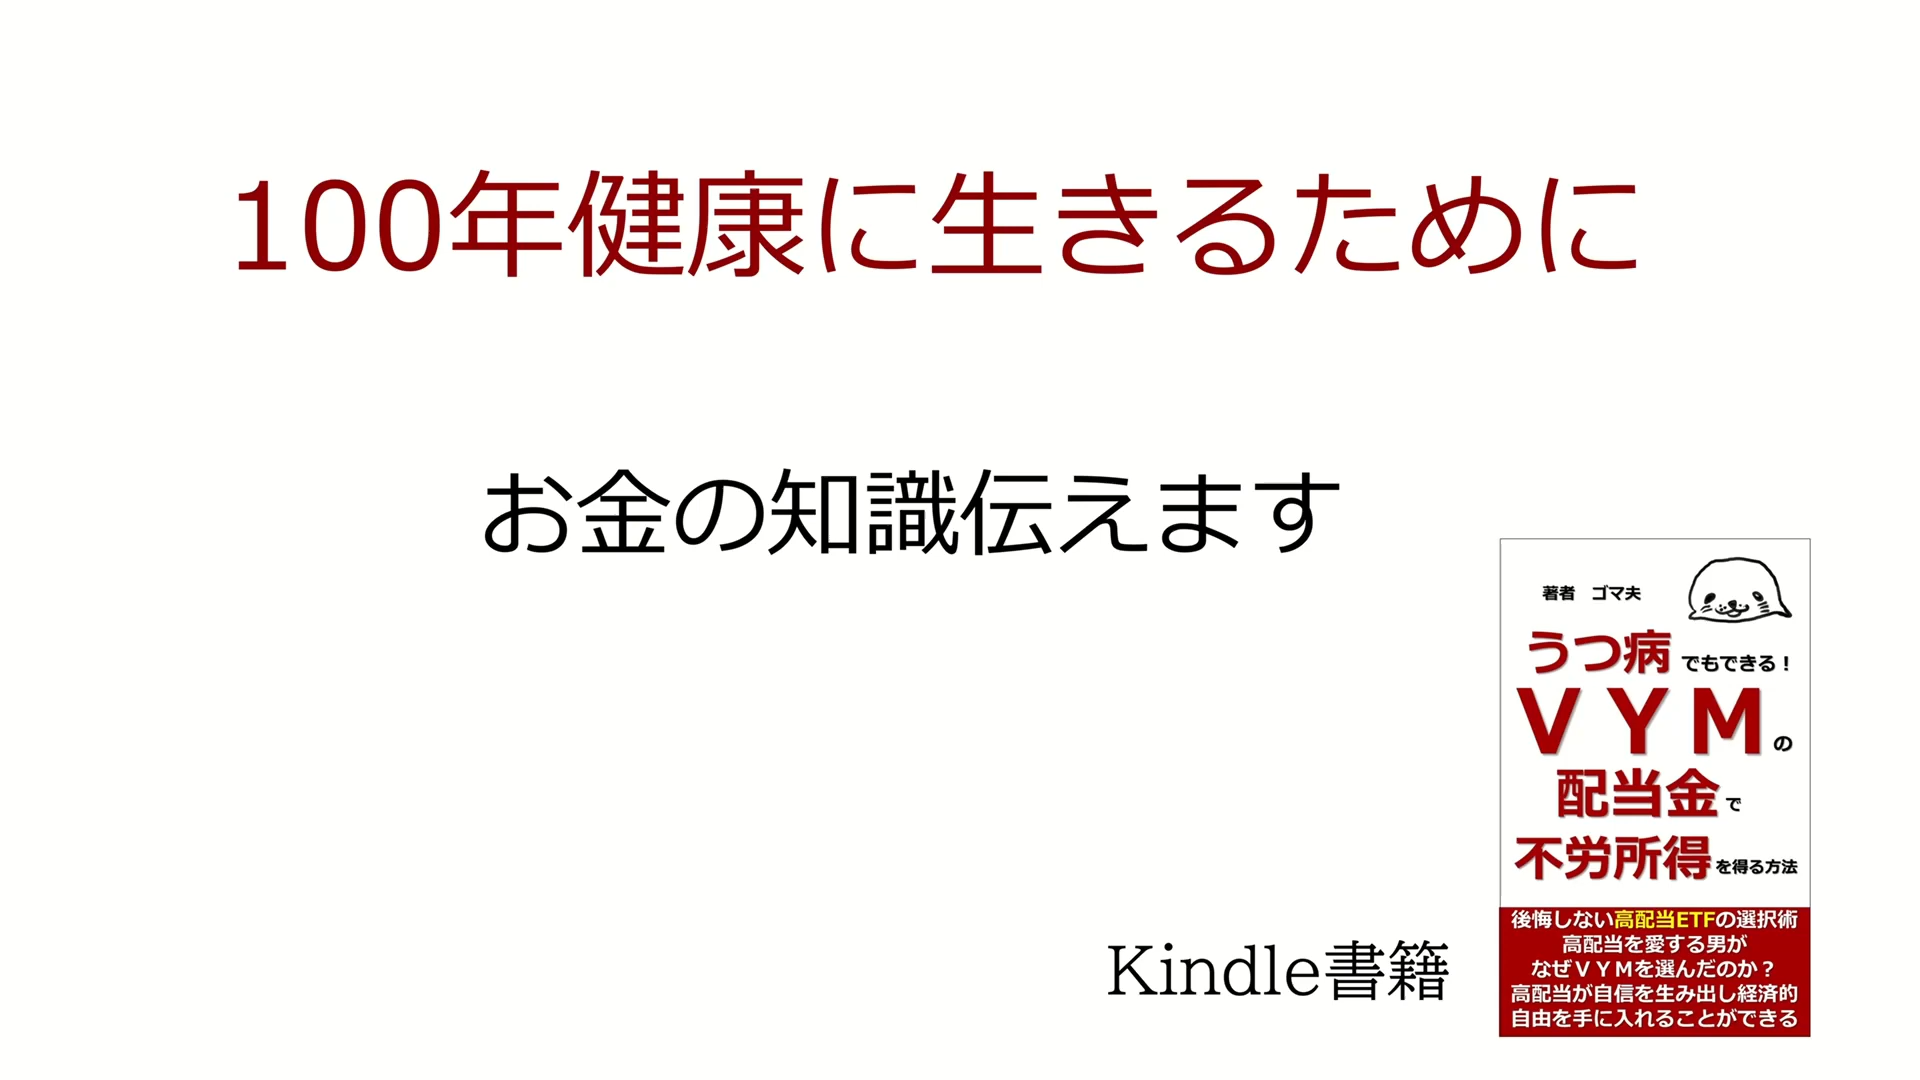 100年健康に生きるために
お金の知識伝えます
著者　ゴマ夫
うつ病でもできる！
ＶＹＭの
配当金で
不労所得を得る方法
後悔しない高配当ETFの選択術
高配当を愛する男が
なぜＶＹＭを選んだのか？
高配当が自信を生み出し経済的
自由を手に入れることができる
Kindle書籍